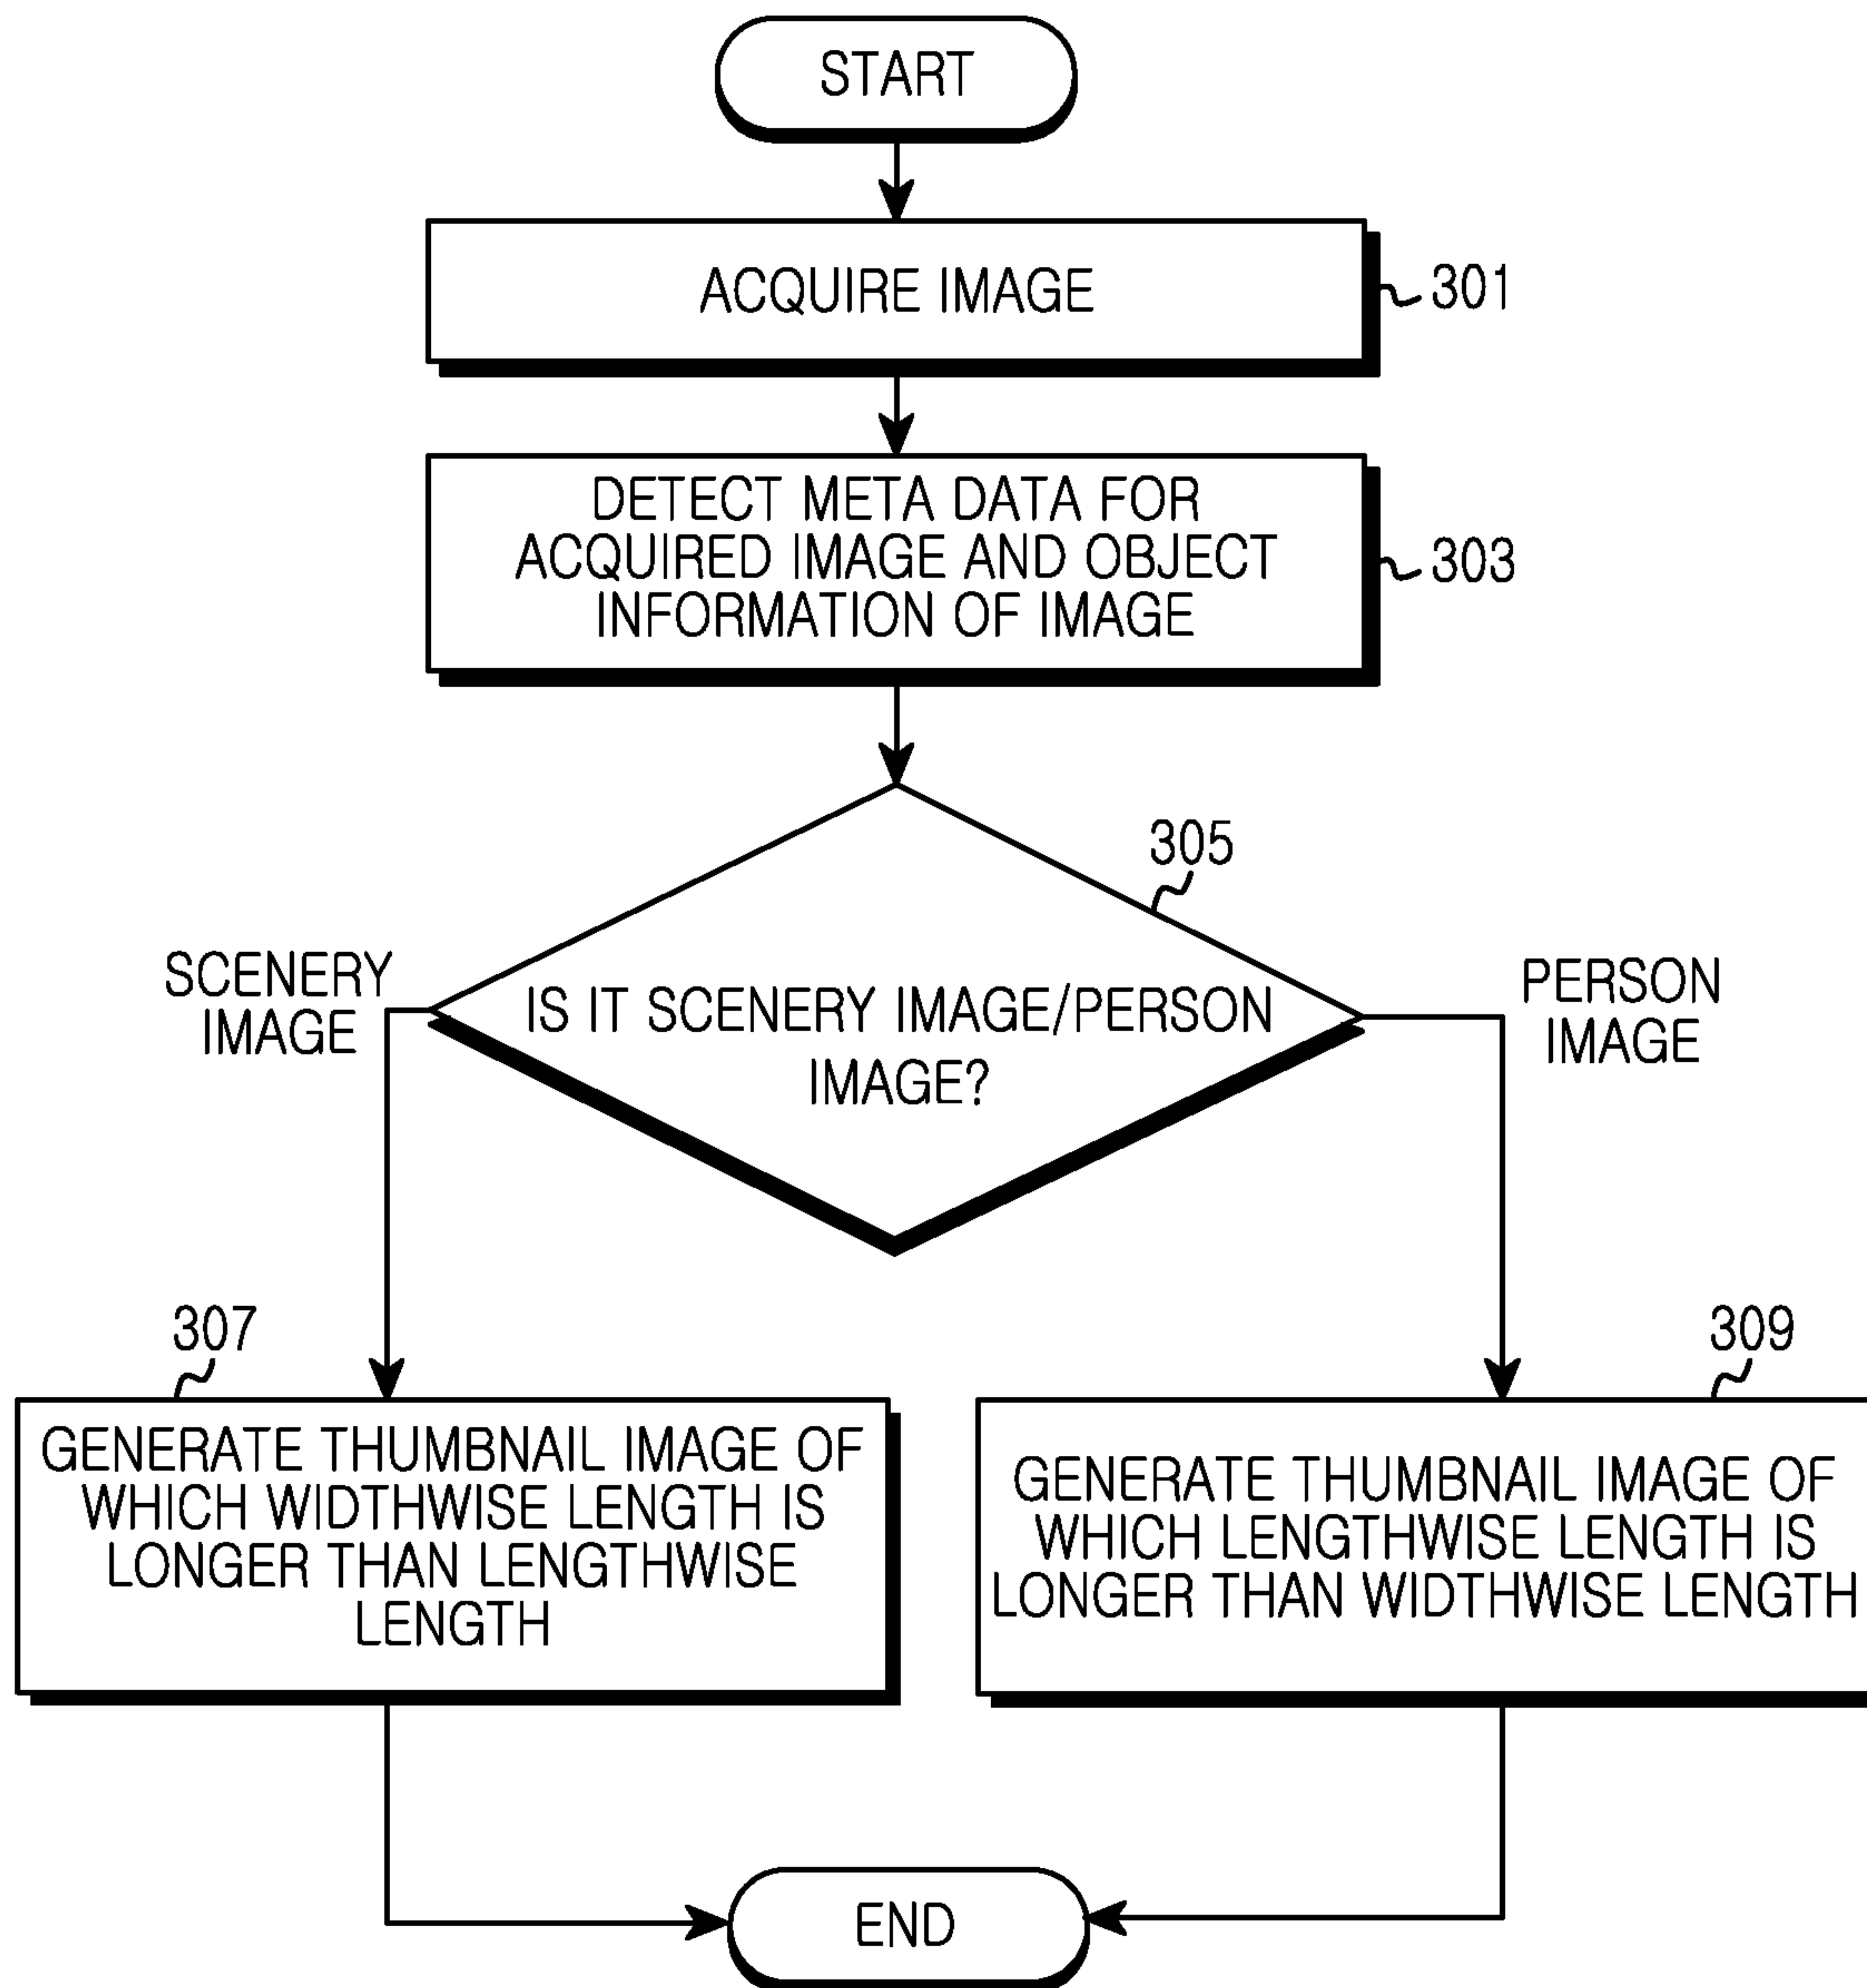 START
ACQUIRE IMAGE
301
DETECT META DATA FOR
ACQUIRED IMAGE AND OBJECT
INFORMATION OF IMAGE
303
305
IS IT SCENERY IMAGE/PERSON
IMAGE?
SCENERY
IMAGE
PERSON
IMAGE
307
GENERATE THUMBNAIL IMAGE OF
WHICH WIDTHWISE LENGTH IS
LONGER THAN LENGTHWISE
LENGTH
309
GENERATE THUMBNAIL IMAGE OF
WHICH LENGTHWISE LENGTH IS
LONGER THAN WIDTHWISE LENGTH
END